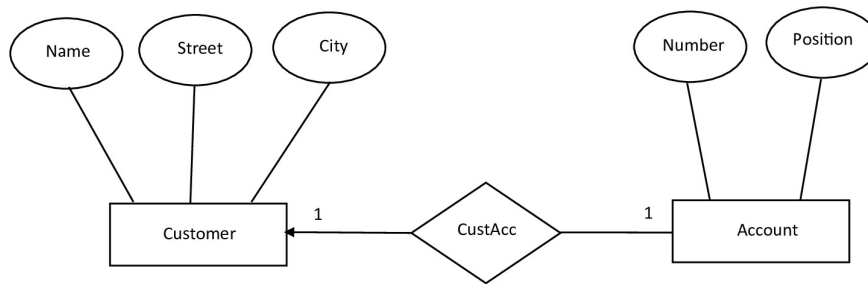 Name
Street
City
Number
Position
1
1
Customer
CustAcc
Account